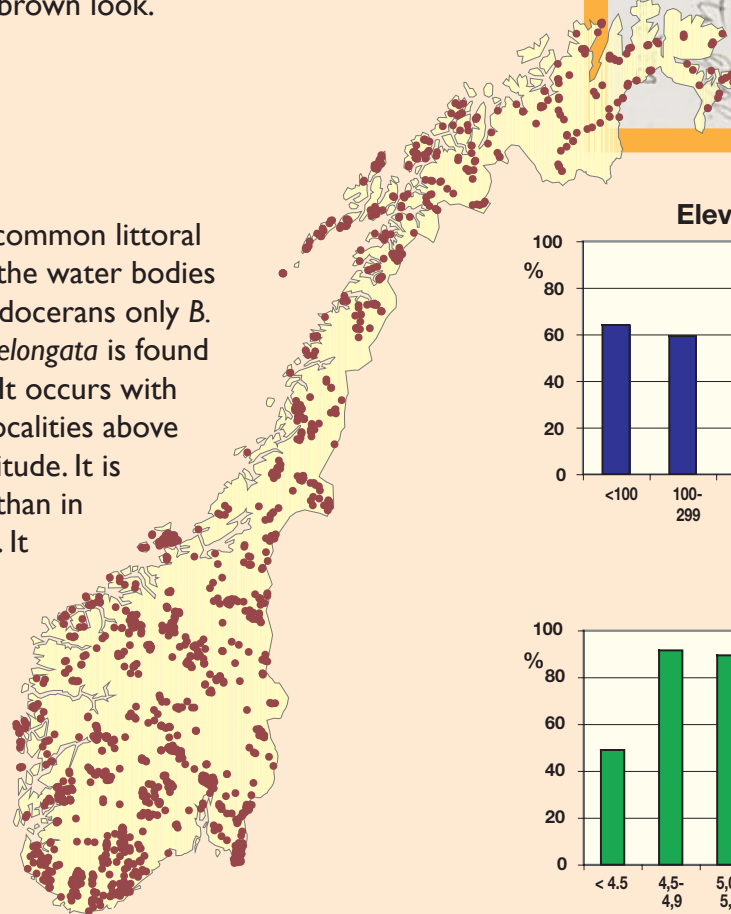 brown look.
common littoral
the water bodies
docerans only B.
elongata is found
It occurs with
ocalities above
itude. It is
than in
. It
Elev
100
%
80
60
40
20
0
<100
100-
299
100
%
80
60
40
20
0
< 4.5
4,5-
4,9
5,
5,